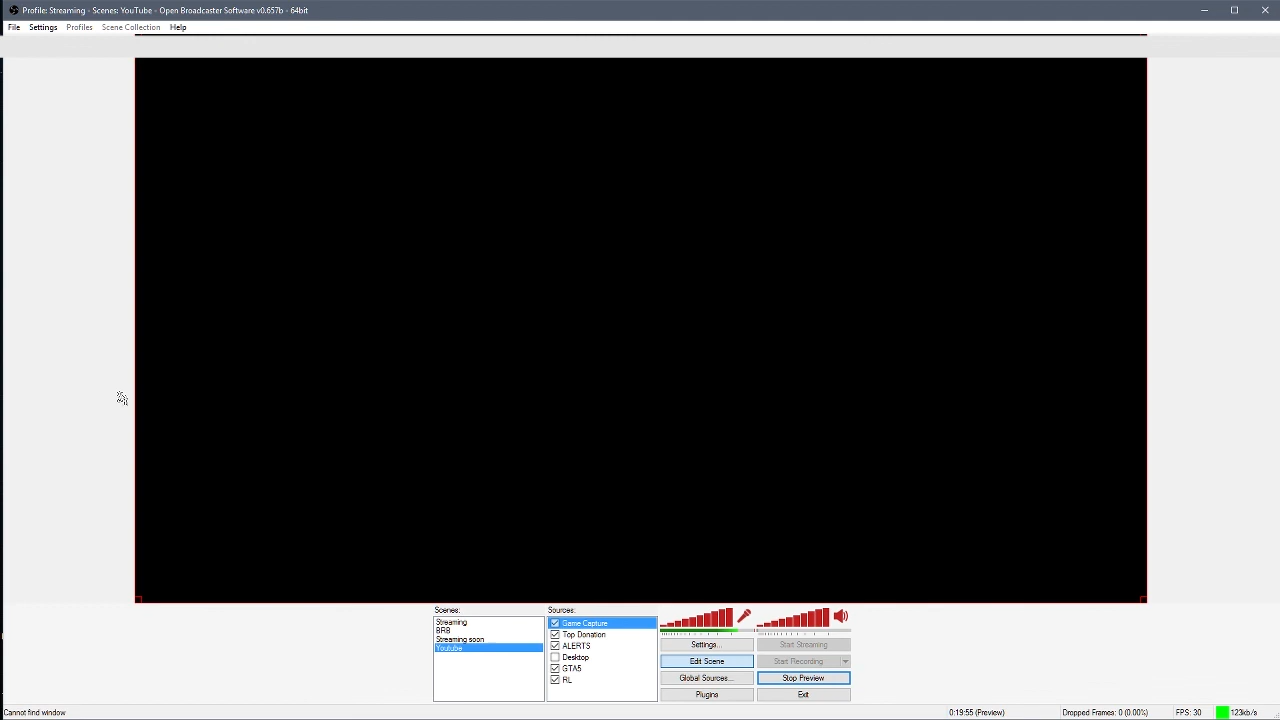 Profile: Streaming - Scenes: YouTube - Open Broadcaster Software v0.657b - 64bit
File Settings Profiles Scene Collection Help
Scenes:
Streaming
BRB
Streaming soon
Youtube
Sources:
Game Capture
Top Donation
ALERTS
Desktop
GTA5
RL
Settings...
Start Streaming
Edit Scene
Start Recording
Global Sources...
Stop Preview
Plugins
Exit
Cannot find window
0:19:55 (Preview)
Dropped Frames: 0 (0.00%)
FPS: 30
123kb/s